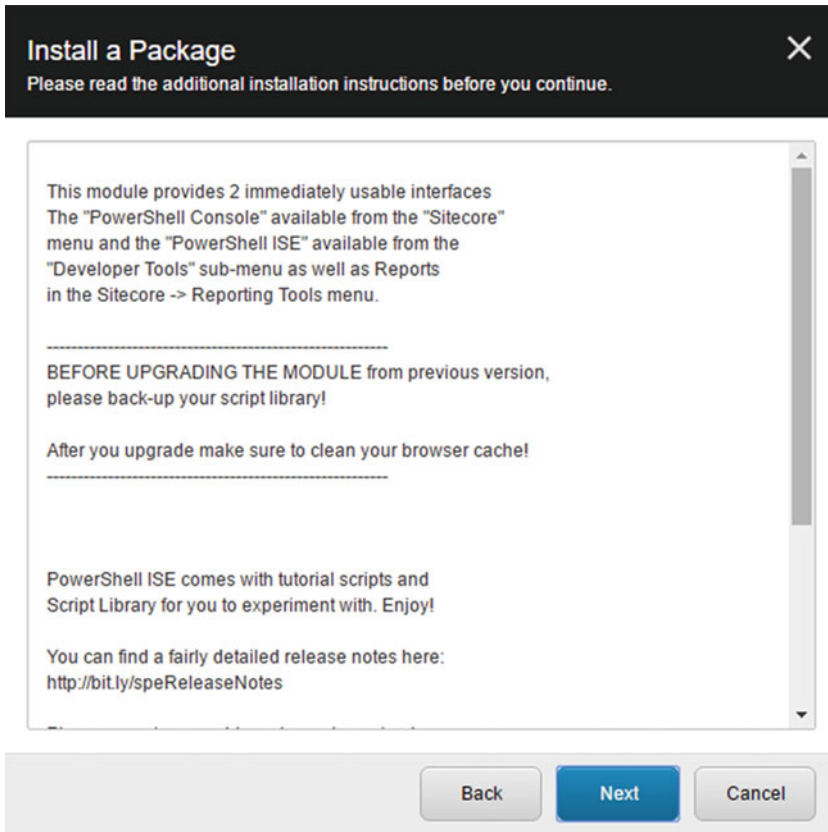 Install a Package
Please read the additional installation instructions before you continue.
This module provides 2 immediately usable interfaces
The "PowerShell Console" available from the "Sitecore"
menu and the "PowerShell ISE" available from the
"Developer Tools" sub-menu as well as Reports
in the Sitecore -> Reporting Tools menu.
---------------------------------------------------------
BEFORE UPGRADING THE MODULE from previous version,
please back-up your script library!
After you upgrade make sure to clean your browser cache!
---------------------------------------------------------
PowerShell ISE comes with tutorial scripts and
Script Library for you to experiment with. Enjoy!
You can find a fairly detailed release notes here:
http://bit.ly/speReleaseNotes
Back
Next
Cancel